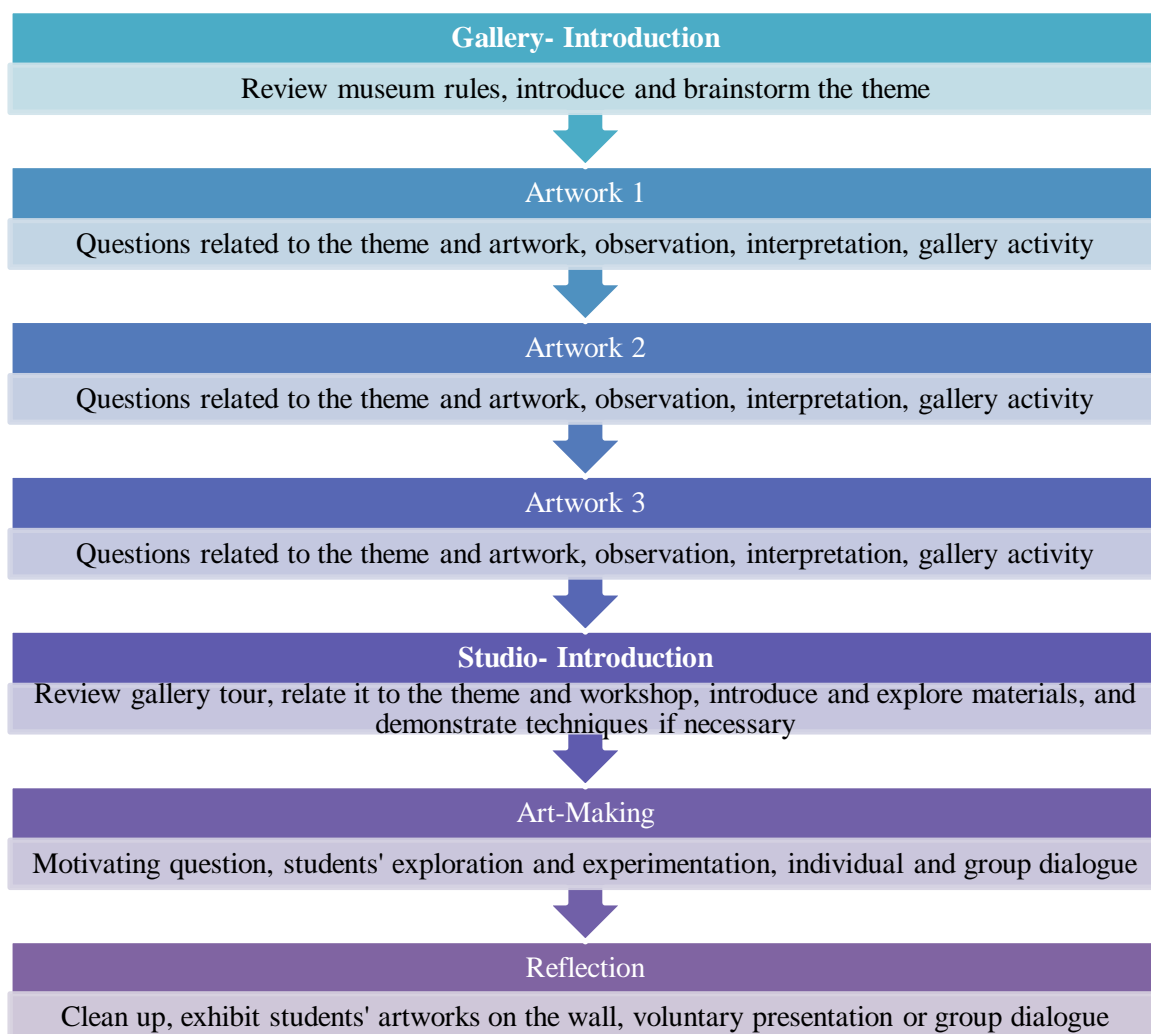 Gallery- Introduction
Review museum rules, introduce and brainstorm the theme
Artwork 1
Questions related to the theme and artwork, observation, interpretation, gallery activity
Artwork 2
Questions related to the theme and artwork, observation, interpretation, gallery activity
Artwork 3
Questions related to the theme and artwork, observation, interpretation, gallery activity
Studio- Introduction
Review gallery tour, relate it to the theme and workshop, introduce and explore materials, and
demonstrate techniques if necessary
Art-Making
Motivating question, students' exploration and experimentation, individual and group dialogue
Reflection
Clean up, exhibit students' artworks on the wall, voluntary presentation or group dialogue